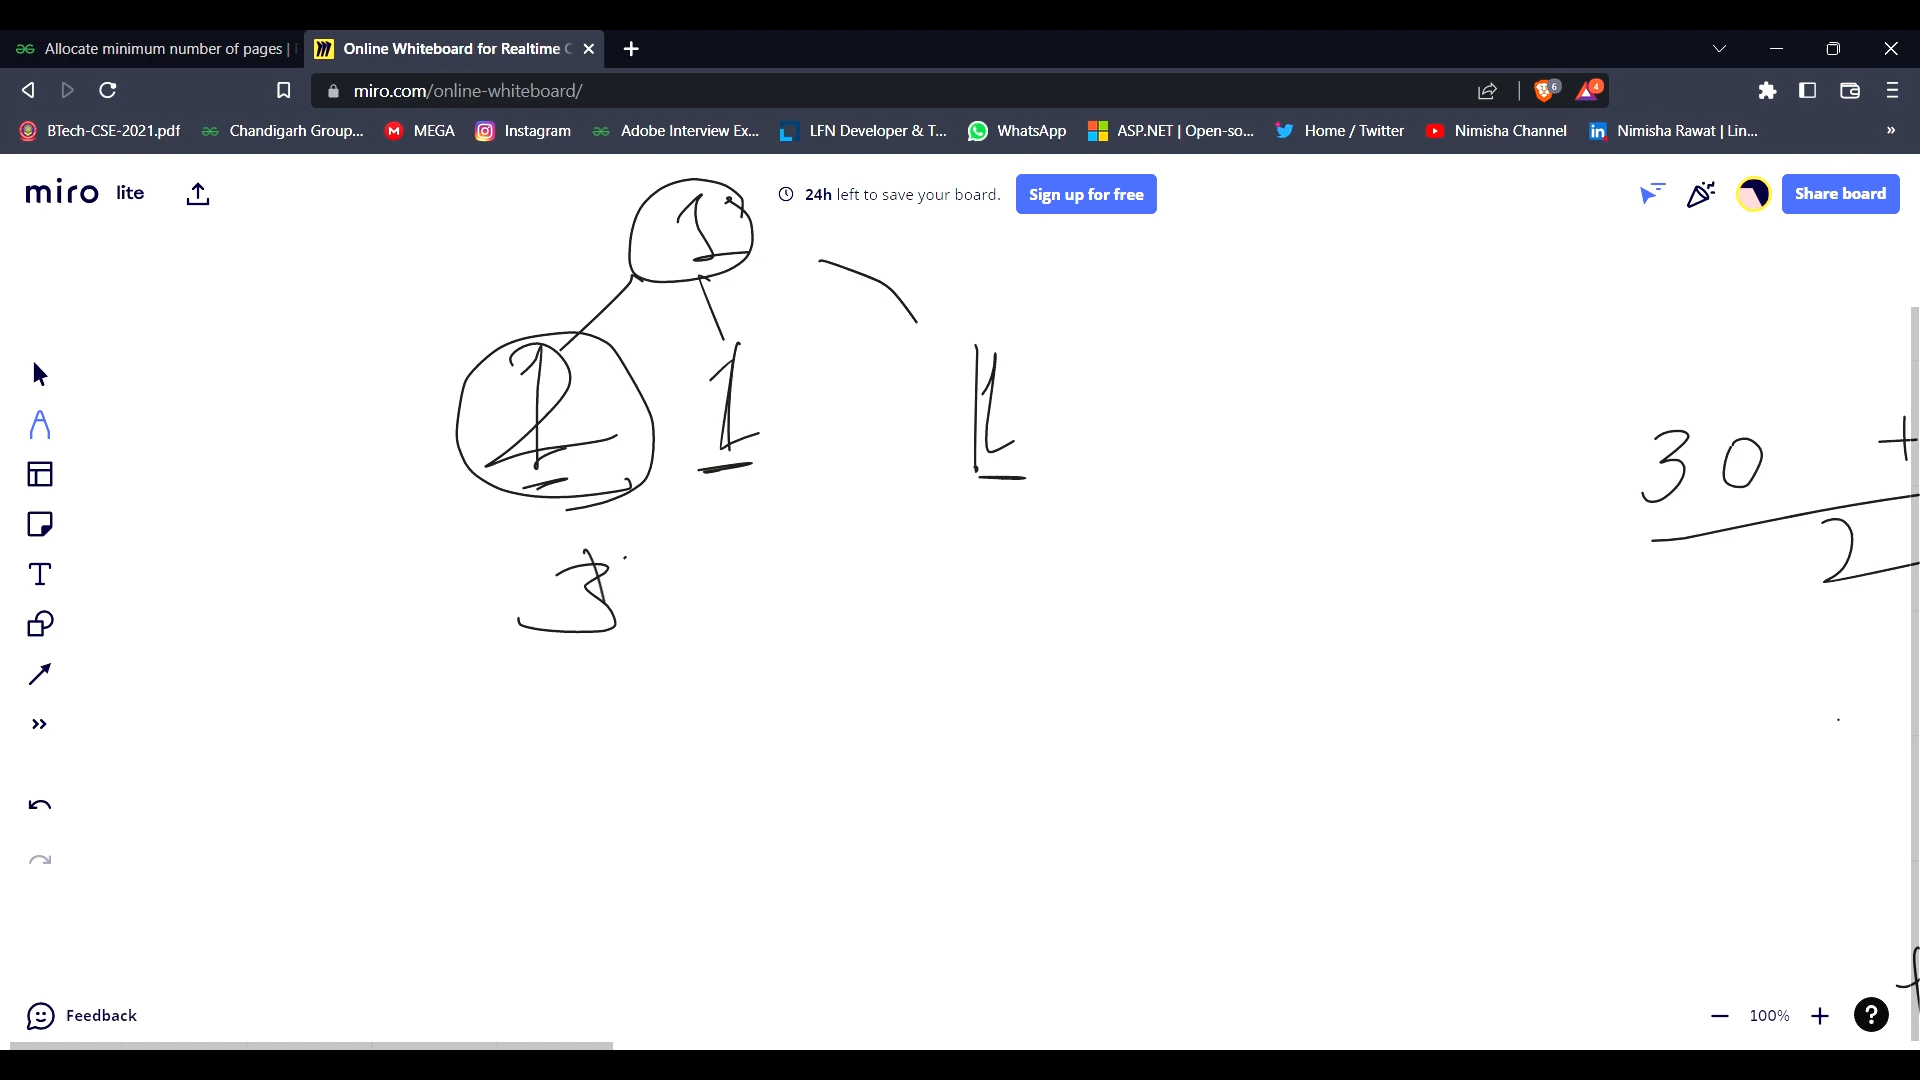 Allocate minimum number of pages |
Online Whiteboard for Realtime C
miro.com/online-whiteboard/
6
4
BTech-CSE-2021.pdf
Chandigarh Group...
MEGA
Instagram
Adobe Interview Ex...
LFN Developer & T...
WhatsApp
ASP.NET | Open-so...
Home / Twitter
Nimisha Channel
Nimisha Rawat | Lin...
»
miro lite
24h left to save your board.
Sign up for free
Share board
1
1
1
30 +
2
3
Feedback
100%
?